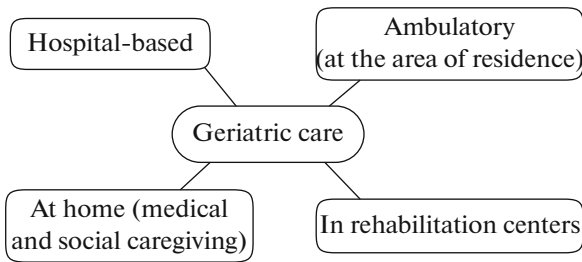 Hospital-based
Ambulatory
(at the area of residence)
Geriatric care
At home (medical
and social caregiving)
In rehabilitation centers